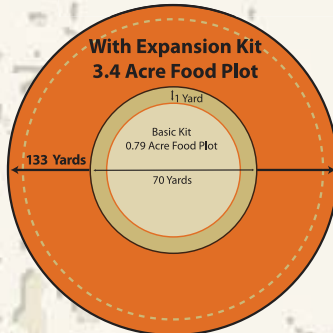 With Expansion Kit
3.4 Acre Food Plot
1 Yard
Basic Kit
0.79 Acre Food Plot
133 Yards
70 Yards